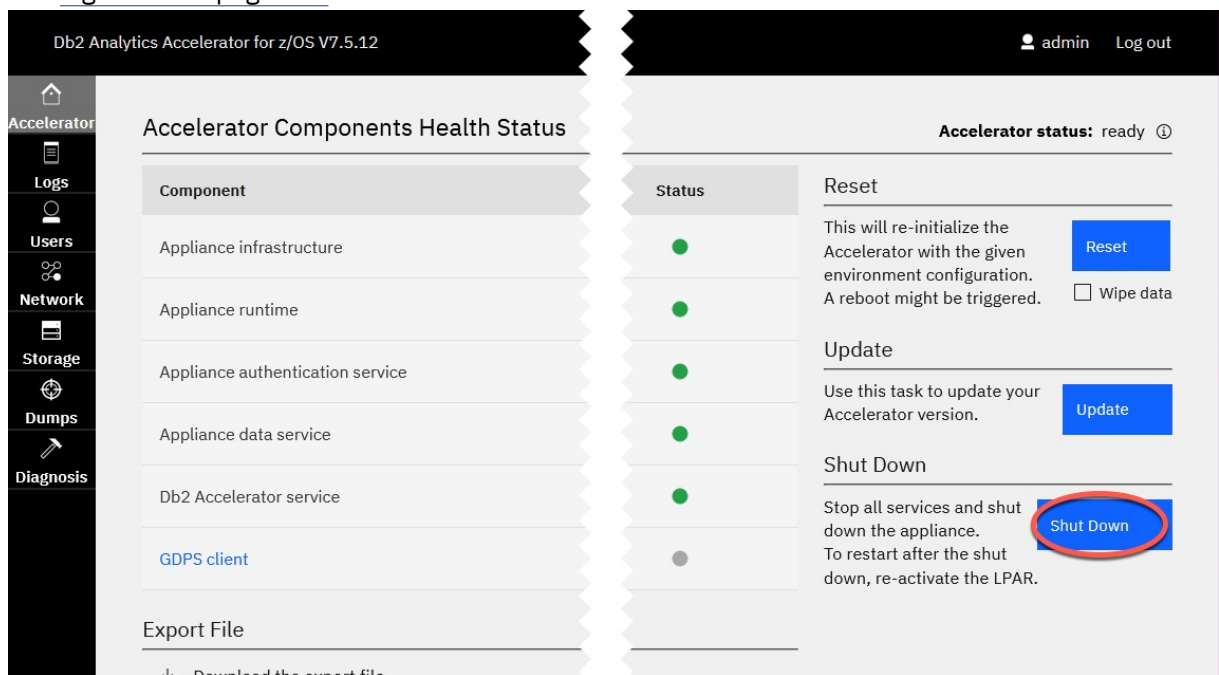 Db2 Analytics Accelerator for z/OS V7.5.12
admin Log out
Accelerator
Logs
Users
Network
Storage
Dumps
Diagnosis
Accelerator Components Health Status
Accelerator status: ready
Component Status
Appliance infrastructure
Appliance runtime
Appliance authentication service
Appliance data service
Db2 Accelerator service
GDPS client
Export File
Download the export file
Reset
This will re-initialize the
Accelerator with the given
environment configuration.
A reboot might be triggered.
Reset
Wipe data
Update
Use this task to update your
Accelerator version.
Update
Shut Down
Stop all services and shut
down the appliance.
To restart after the shut
down, re-activate the LPAR.
Shut Down